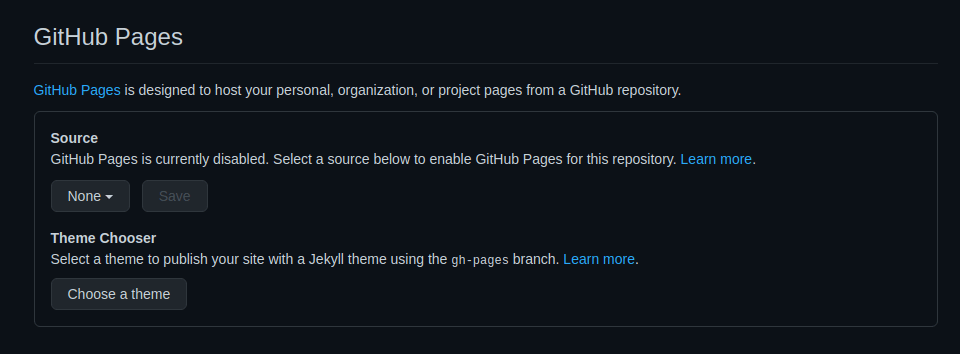 GitHub Pages
GitHub Pages is designed to host your personal, organization, or project pages from a GitHub repository.
Source
GitHub Pages is currently disabled. Select a source below to enable GitHub Pages for this repository. Learn more.
None Save
Theme Chooser
Select a theme to publish your site with a Jekyll theme using the gh-pages branch. Learn more.
Choose a theme